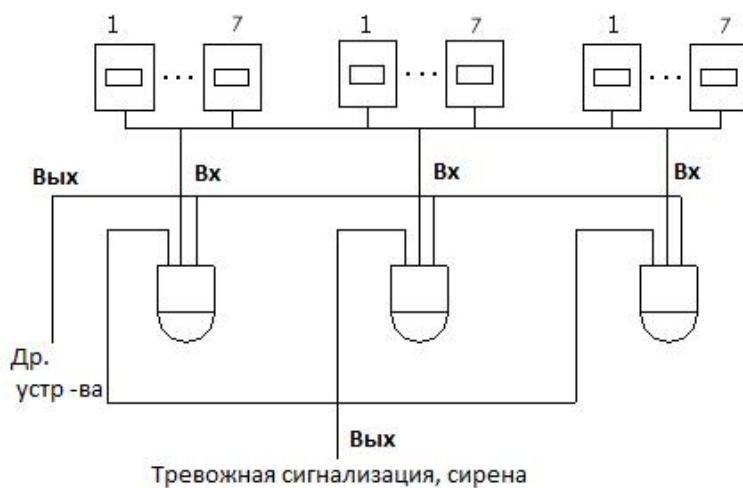 1 7 1 7 1 7
Вых Вх Вх Вх
Др.
устр -ва
Вых
Тревожная сигнализация, сирена